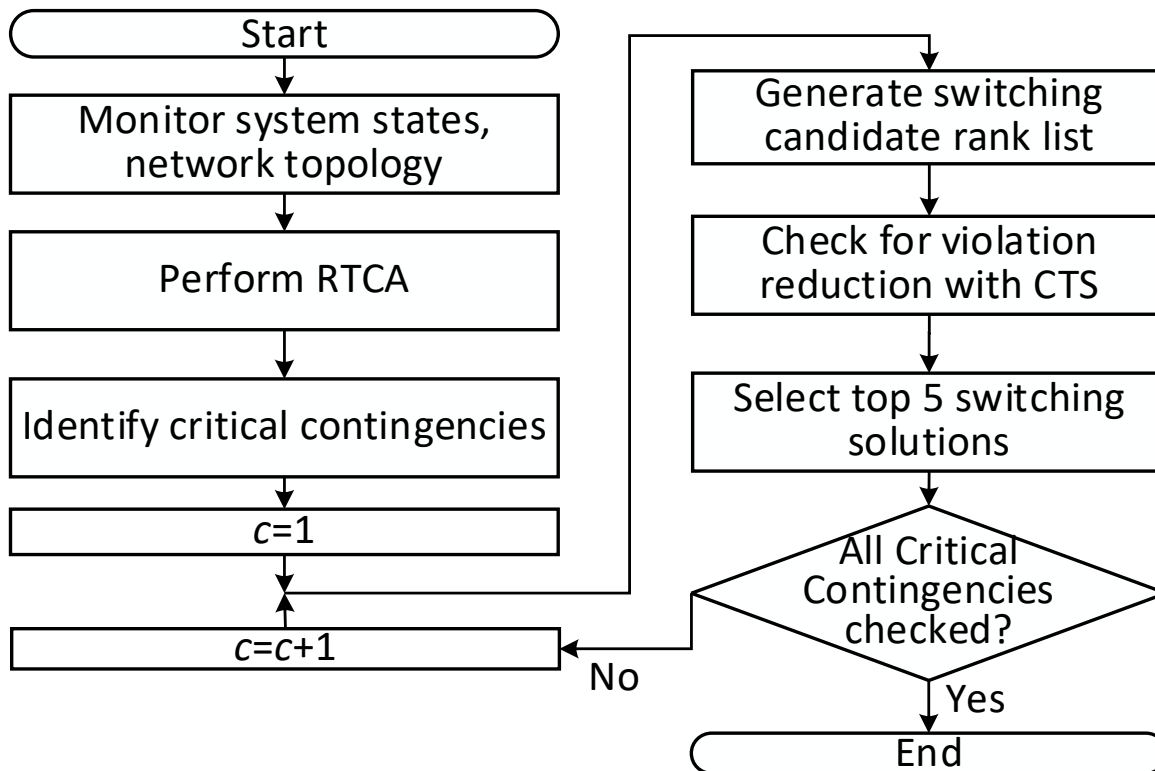 Start
Monitor system states,
network topology
Perform RTCA
Identify critical contingencies
c=1
c=c+1
Generate switching
candidate rank list
Check for violation
reduction with CTS
Select top 5 switching
solutions
All Critical
Contingencies
checked?
No
Yes
End